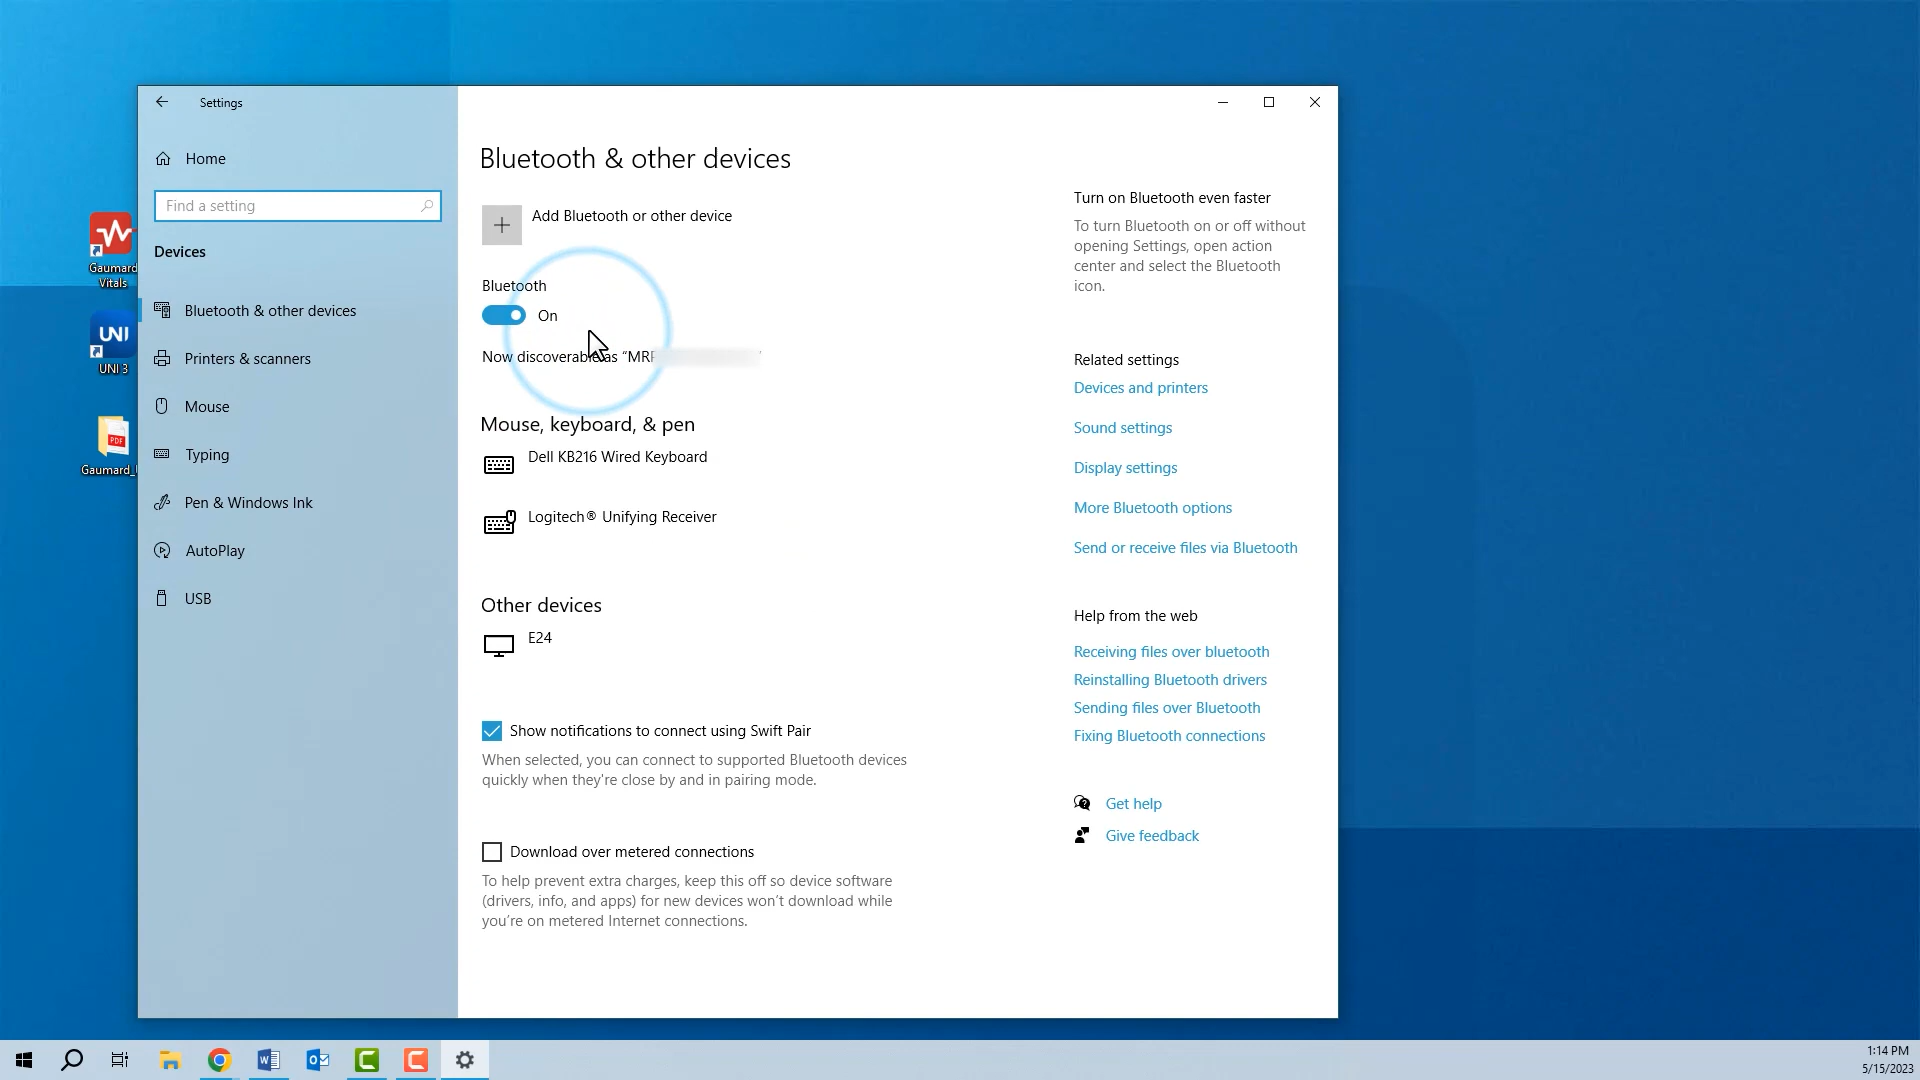 Settings
Home
Find a setting
Devices
Bluetooth & other devices
Printers & scanners
Mouse
Typing
Pen & Windows Ink
AutoPlay
USB
Bluetooth & other devices
Add Bluetooth or other device
Bluetooth
On
Now discoverable as “MRP
Mouse, keyboard, & pen
Dell KB216 Wired Keyboard
Logitech® Unifying Receiver
Other devices
E24
Show notifications to connect using Swift Pair
When selected, you can connect to supported Bluetooth devices
quickly when they're close by and in pairing mode.
Download over metered connections
To help prevent extra charges, keep this off so device software
(drivers, info, and apps) for new devices won’t download while
you’re on metered Internet connections.
Turn on Bluetooth even faster
To turn Bluetooth on or off without
opening Settings, open action
center and select the Bluetooth
icon.
Related settings
Devices and printers
Sound settings
Display settings
More Bluetooth options
Send or receive files via Bluetooth
Help from the web
Receiving files over bluetooth
Reinstalling Bluetooth drivers
Sending files over Bluetooth
Fixing Bluetooth connections
Get help
Give feedback
Gaumard
Vitals
UNI
UNI 3
PDF
Gaumard_
1:14 PM
5/15/2023